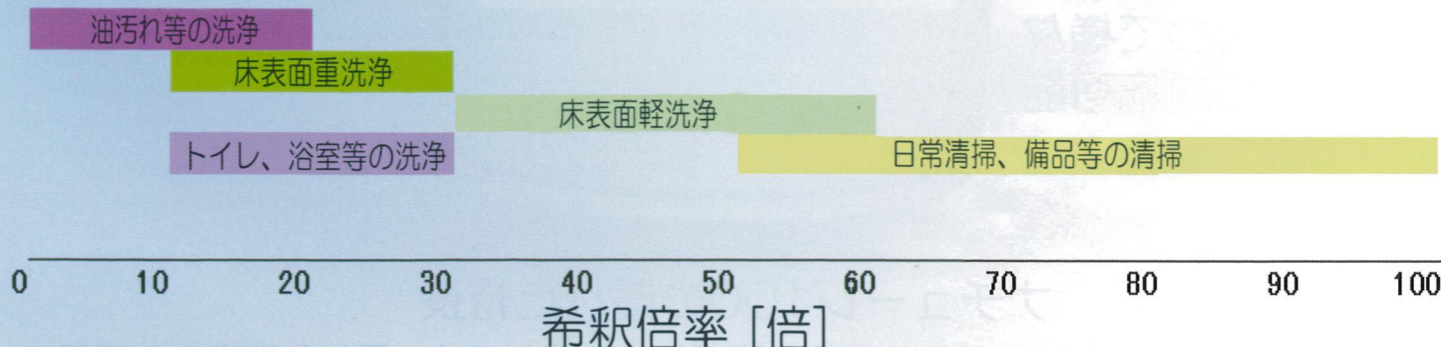 油汚れ等の洗浄
床表面重洗浄
床表面軽洗浄
トイレ、浴室等の洗浄
日常清掃、備品等の清掃
0 10 20 30 40 50 60 70 80 90 100
希釈倍率 [倍]